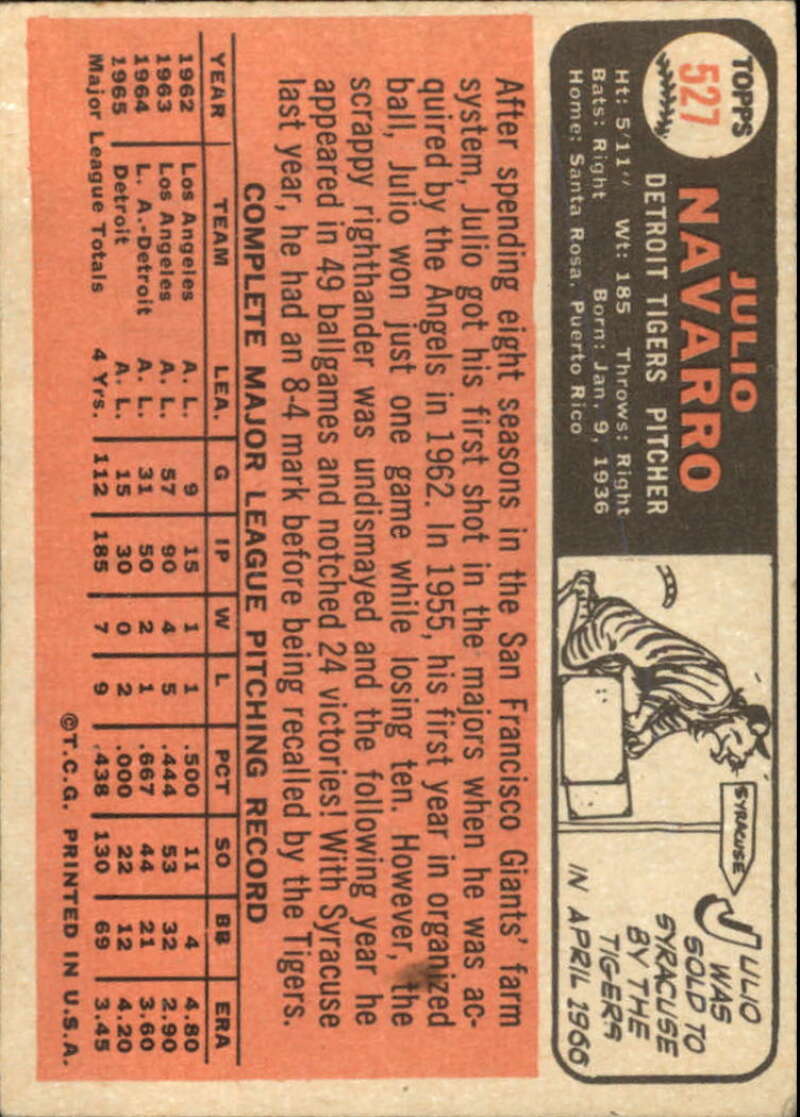 TOPPS
527
JULIO
NAVARRO
DETROIT TIGERS PITCHER
Ht: 5'11" Wt: 185 Throws: Right
Bats: Right Born: Jan. 9, 1936
Home: Santa Rosa, Puerto Rico
SYRACUSE
JULIO
WAS
SOLD TO
SYRACUSE
BY THE
TIGERS
IN APRIL 1966
After spending eight seasons in the San Francisco Giants' farm
system, Julio got his first shot in the majors when he was ac-
quired by the Angels in 1962. In 1955, his first year in organized
ball, Julio won just one game while losing ten. However, the
scrappy righthander was undismayed and the following year he
appeared in 49 ballgames and notched 24 victories! With Syracuse
last year, he had an 8-4 mark before being recalled by the Tigers.
COMPLETE MAJOR LEAGUE PITCHING RECORD
YEAR TEAM LEA. G IP W L PCT SO BB ERA
1962 Los Angeles A. L. 9 15 1 1 .500 11 4 4.80
1963 Los Angeles A. L. 57 90 4 5 .444 53 32 2.90
1964 L. A.-Detroit A. L. 31 50 2 1 .667 44 21 3.60
1965 Detroit A. L. 15 30 0 2 .000 22 12 4.20
Major League Totals 4 Yrs. 112 185 7 9 .438 130 69 3.45
©T.C.G. PRINTED IN U.S.A.